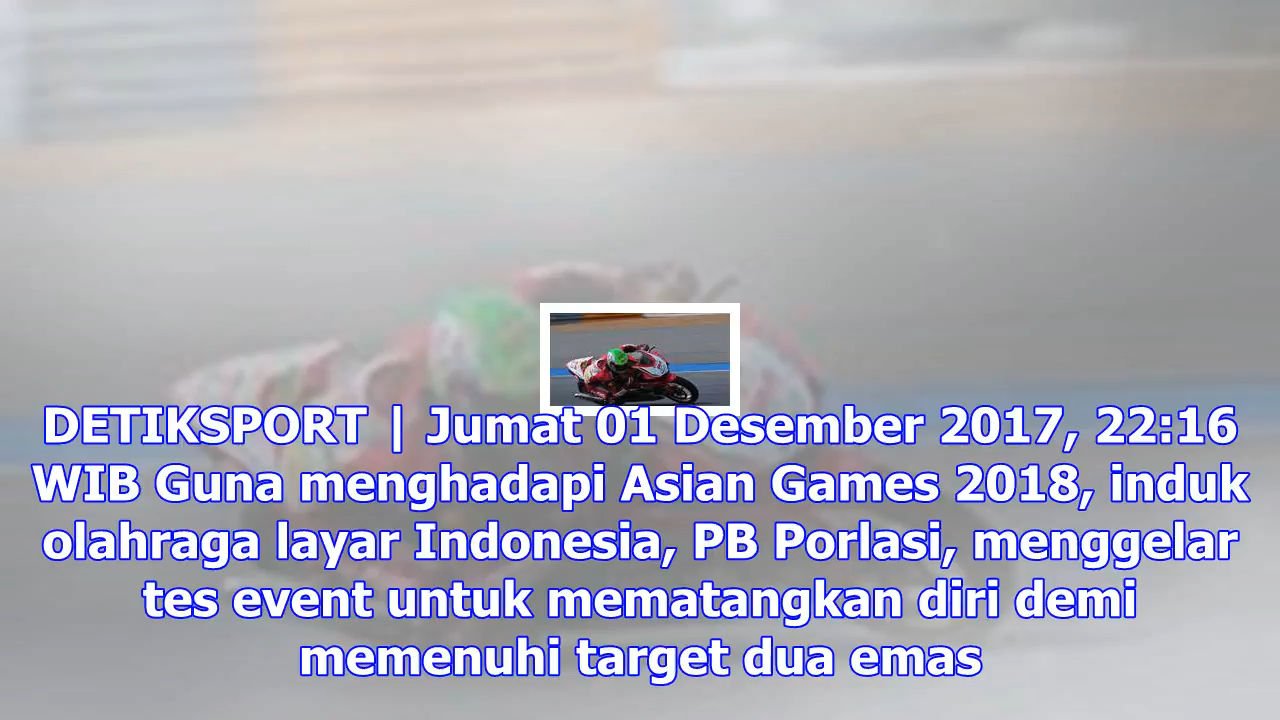 DETIKSPORT | Jumat 01 Desember 2017, 22:16
WIB Guna menghadapi Asian Games 2018, induk
olahraga layar Indonesia, PB Porlasi, menggelar
tes event untuk mematangkan diri demi
memenuhi target dua emas